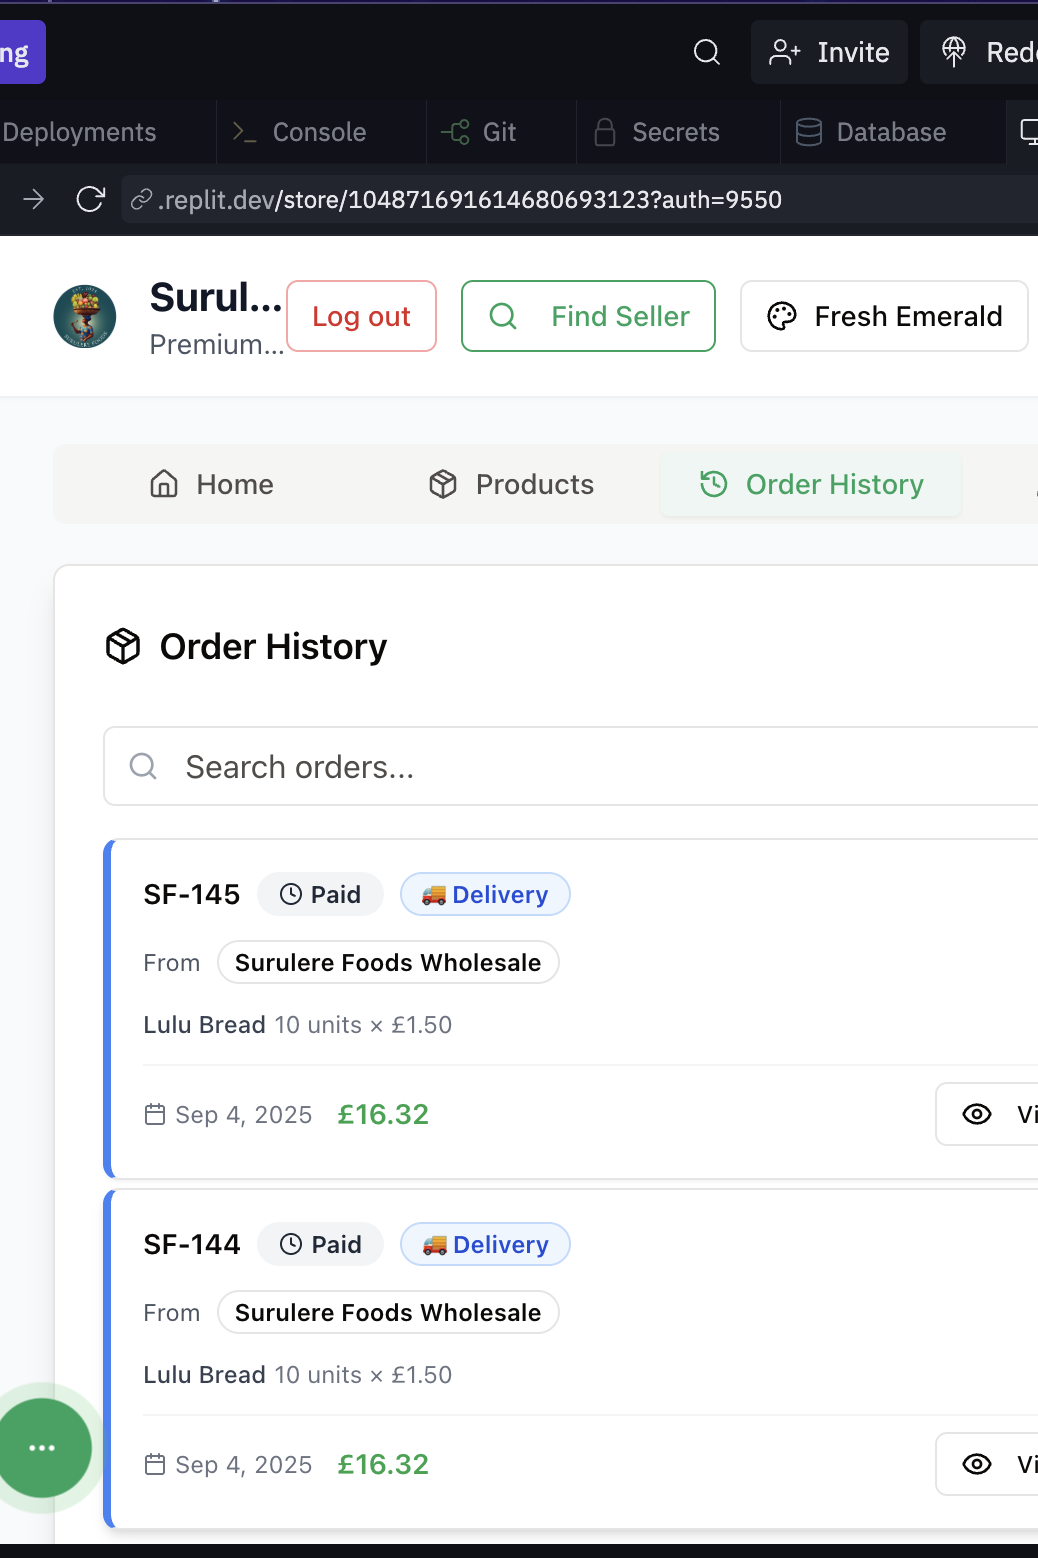 ng
Invite
Rede
Deployments
Console
Git
Secrets
Database
.replit.dev/store/104871691614680693123?auth=9550
Surul...
Premium...
Log out
Find Seller
Fresh Emerald
Home
Products
Order History
Order History
Search orders...
SF-145
Paid
Delivery
From
Surulere Foods Wholesale
Lulu Bread 10 units × £1.50
Sep 4, 2025 £16.32
Vi
SF-144
Paid
Delivery
From
Surulere Foods Wholesale
Lulu Bread 10 units × £1.50
Sep 4, 2025 £16.32
Vi